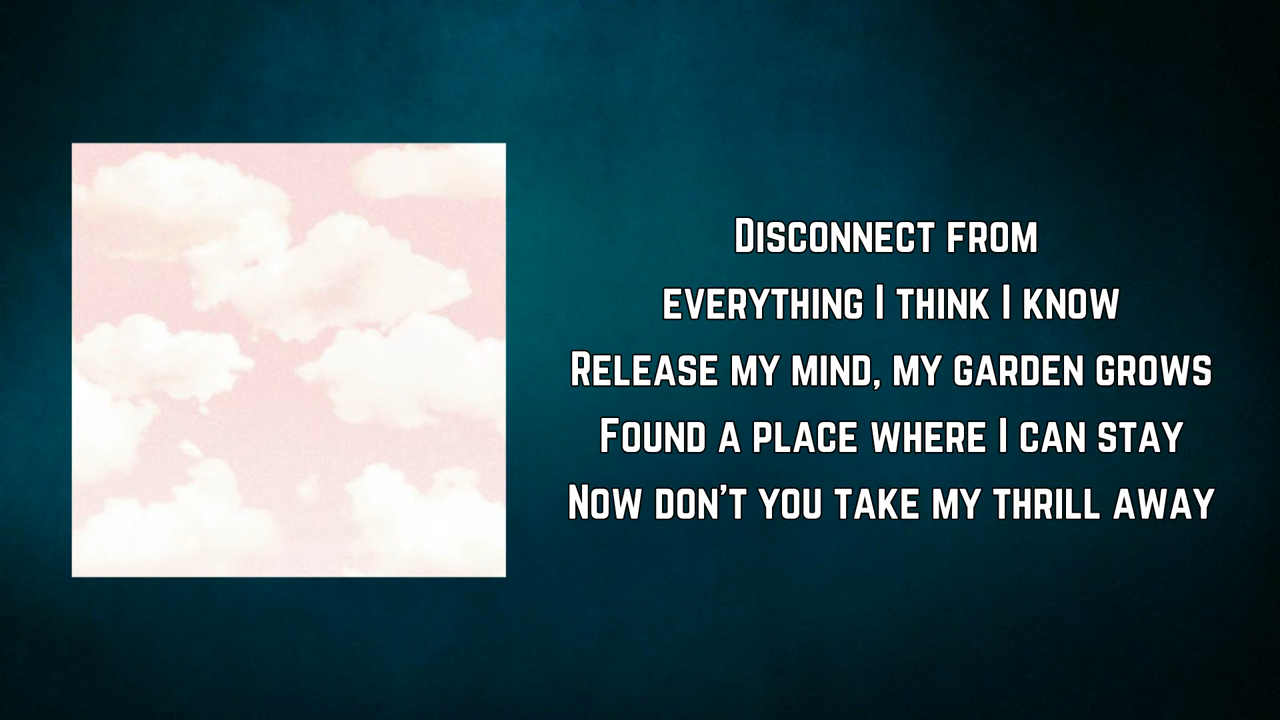 Disconnect from
everything I think I know
Release my mind, my garden grows
Found a place where I can stay
Now don't you take my thrill away